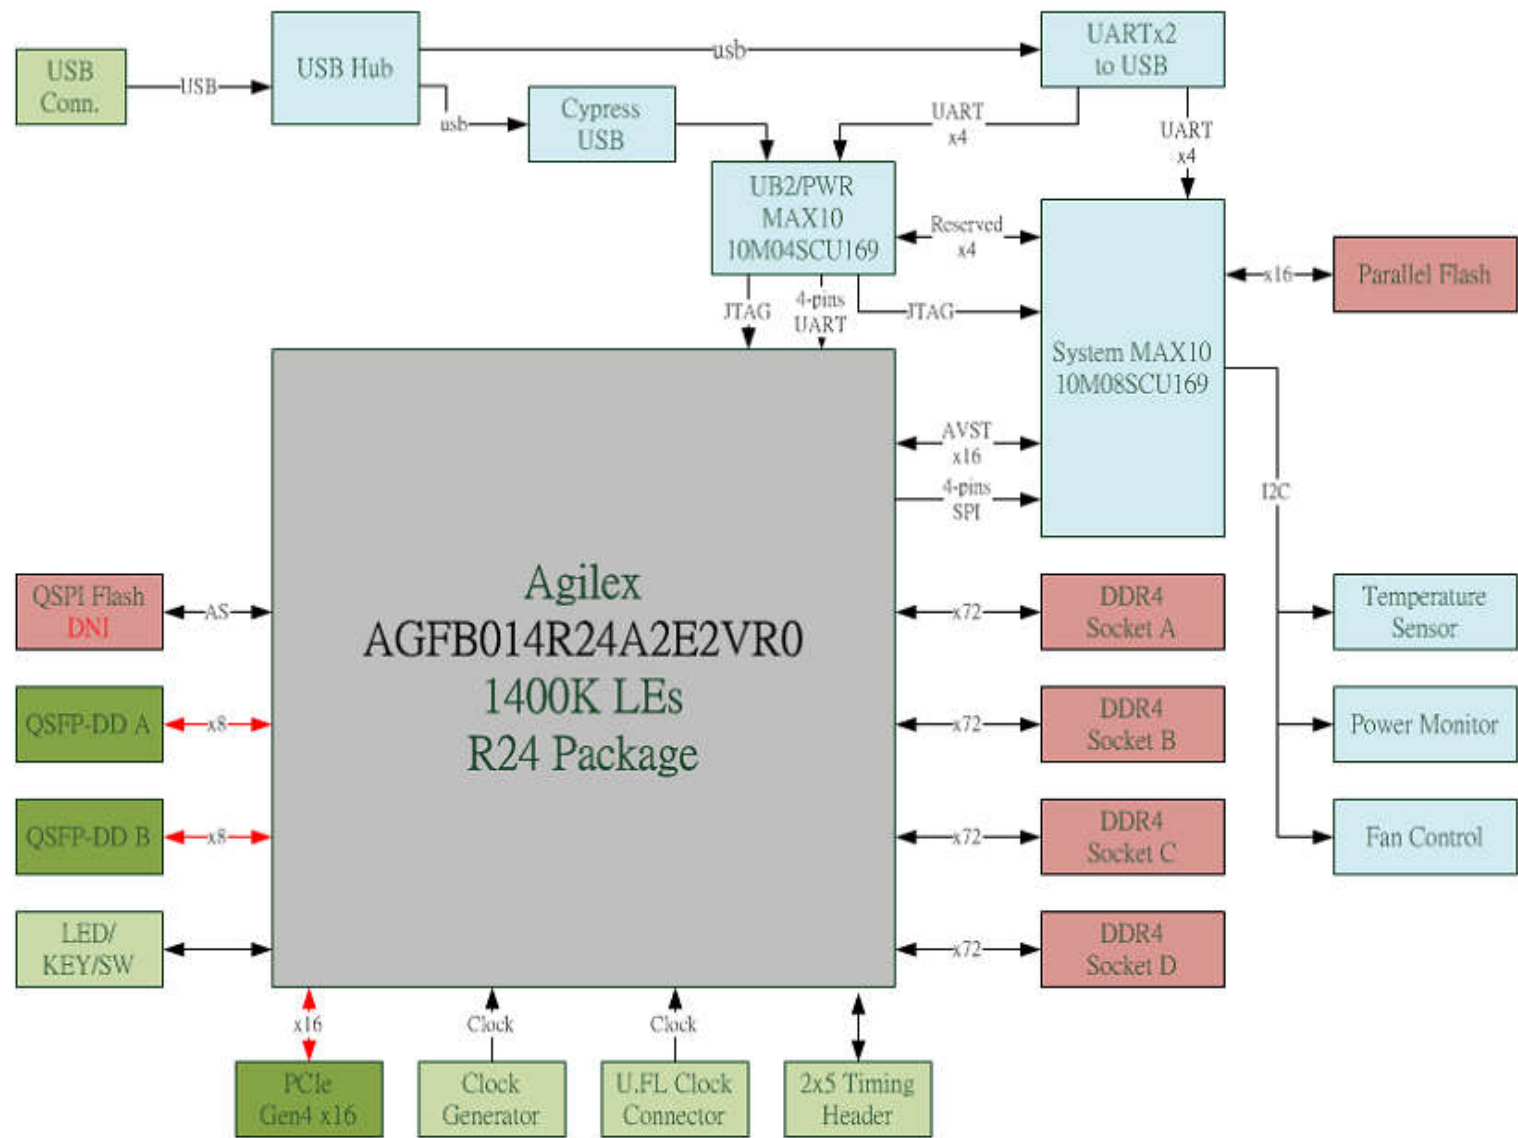 USB
Conn.
USB
USB Hub
usb
usb
Cypress
USB
UARTx2
to USB
UART
x4
UART
x4
UB2/PWR
MAX10
10M04SCU169
Reserved
x4
JTAG
4-pins
UART
JTAG
System MAX10
10M08SCU169
x16
Parallel Flash
AVST
x16
4-pins
SPI
I2C
Agilex
AGFB014R24A2E2VR0
1400K LEs
R24 Package
QSPI Flash
DNI
AS
QSFP-DD A
x8
QSFP-DD B
x8
LED/
KEY/SW
x72
DDR4
Socket A
x72
DDR4
Socket B
x72
DDR4
Socket C
x72
DDR4
Socket D
Temperature
Sensor
Power Monitor
Fan Control
x16
Clock
Clock
PCIe
Gen4 x16
Clock
Generator
U.FL Clock
Connector
2x5 Timing
Header